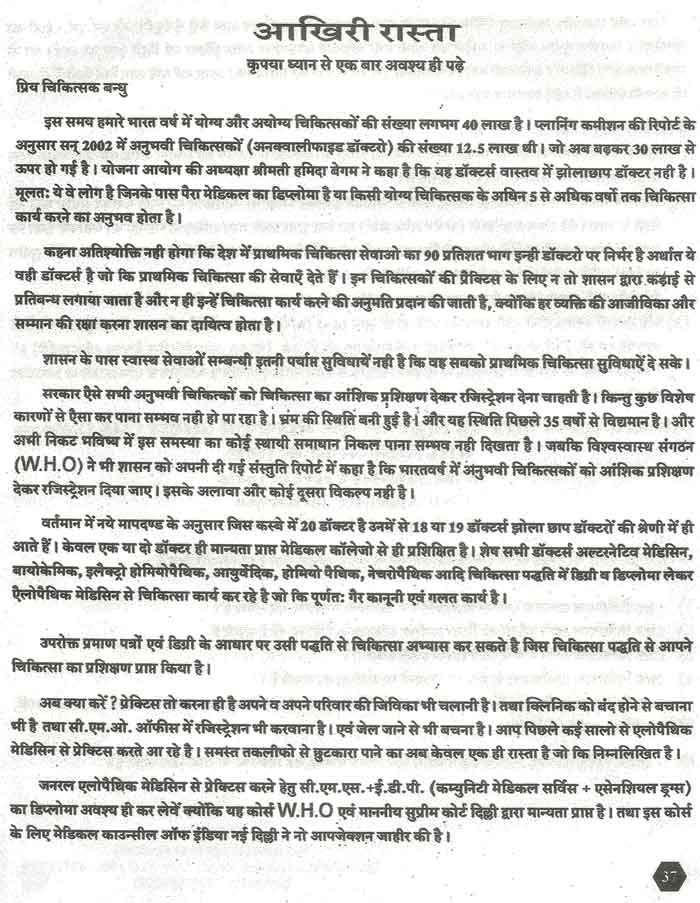 आखिरी रास्ता
कृपया ध्यान से एक बार अवश्य ही पढ़े
प्रिय चिकित्सक बन्धु
इस समय हमारे भारत वर्ष में योग्य और अयोग्य चिकित्सकों की संख्या लगभग 40 लाख है। प्लानिंग कमीशन की रिपोर्ट के
अनुसार सन् 2002 में अनुभवी चिकित्सकों (अनक्वालीफाइड डॉक्टरो) की संख्या 12.5 लाख थी। जो अब बढ़कर 30 लाख से
ऊपर हो गई है। योजना आयोग की अध्यक्षा श्रीमती हमिदा बेगम ने कहा है कि यह डॉक्टर्स वास्तव में झोलाछाप डॉक्टर नही है।
मूलतः ये वे लोग है जिनके पास पैरा मेडिकल का डिप्लोमा है या किसी योग्य चिकित्सक के अधिन 5 से अधिक वर्षो तक चिकित्सा
कार्य करने का अनुभव होता है।
कहना अतिश्योक्ति नही होगा कि देश में प्राथमिक चिकित्सा सेवाओ का 90 प्रतिशत भाग इन्ही डॉक्टरो पर निर्भर है अर्थात ये
वही डॉक्टर्स है जो कि प्राथमिक चिकित्सा की सेवाएँ देते हैं। इन चिकित्सकों की प्रैक्टिस के लिए न तो शासन द्वारा कड़ाई से
प्रतिबन्ध लगाया जाता है और न ही इन्हें चिकित्सा कार्य करने की अनुमति प्रदान की जाती है, क्योंकि हर व्यक्ति की आजीविका और
सम्मान की रक्षा करना शासन का दायित्व होता है।
शासन के पास स्वास्थ सेवाओं सम्बन्धी इतनी पर्याप्त सुविधायें नही है कि वह सबको प्राथमिक चिकित्सा सुविधाऐं दे सके।
सरकार ऐसे सभी अनुभवी चिकित्कों को चिकित्सा का आंशिक प्रशिक्षण देकर रजिस्ट्रेशन देना चाहती है। किन्तु कुछ विशेष
कारणों से एैसा कर पाना सम्भव नही हो पा रहा है। भ्रंम की स्थिति बनी हुई है। और यह स्थिति पिछले 35 वर्षो से विद्यमान है। और
अभी निकट भविष्य में इस समस्या का कोई स्थायी समाधान निकल पाना सम्भव नही दिखता है। जबकि विश्वस्वास्थ संगठन
(W.H.O) ने भी शासन को अपनी दी गई संस्तुति रिपोर्ट में कहा है कि भारतवर्ष में अनुभवी चिकित्सकों को आंशिक प्रशिक्षण
देकर रजिस्ट्रेशन दिया जाए। इसके अलावा और कोई दूसरा विकल्प नही है।
वर्तमान में नये मापदण्ड के अनुसार जिस कस्बे में 20 डॉक्टर है उनमें से 18 या 19 डॉक्टर्स झोला छाप डॉक्टरों की श्रेणी में ही
आते हैं। केवल एक या दो डॉक्टर ही मान्यता प्राप्त मेडिकल कॉलेजो से ही प्रशिक्षित है। शेष सभी डॉक्टर्स अल्टरनेटिव मेडिसिन,
बायोकेमिक, इलैक्ट्रो होमियोपैथिक, आयुर्वेदिक, होमियो पैथिक, नेचरोपैथिक आदि चिकित्सा पद्धति में डिग्री व डिप्लोमा लेकर
ऐलोपैथिक मेडिसिन से चिकित्सा कार्य कर रहे है जो कि पूर्णतः गैर कानूनी एवं गलत कार्य है।
उपरोक्त प्रमाण पत्रों एवं डिग्री के आधार पर उसी पद्धति से चिकित्सा अभ्यास कर सकते है जिस चिकित्सा पद्धति से आपने
चिकित्सा का प्रशिक्षण प्राप्त किया है।
अब क्या करें ? प्रेक्टिस तो करना ही है अपने व अपने परिवार की जिविका भी चलानी है। तथा क्लिनिक को बंद होने से बचाना
भी है तथा सी.एम.ओ. ऑफीस में रजिस्ट्रेशन भी करवाना है। एवं जेल जाने से भी बचना है। आप पिछले कई सालो से एलोपैथिक
मेडिसिन से प्रेक्टिस करते आ रहे है। समस्त तकलीफो से छुटकारा पाने का अब केवल एक ही रास्ता है जो कि निम्नलिखित है।
जनरल एलोपैथिक मेडिसिन से प्रेक्टिस करने हेतु सी.एम.एस.+ई.डी.पी. (कम्युनिटी मेडिकल सर्विस + एसेनशियल ड्रग्स)
का डिप्लोमा अवश्य ही कर लेवें क्योंकि यह कोर्स W.H.O एवं माननीय सुप्रीम कोर्ट दिल्ली द्वारा मान्यता प्राप्त है। तथा इस कोर्स
के लिए मेडिकल काउन्सील ऑफ इंडिया नई दिल्ली ने नो आपजेक्शन जाहीर की है।
37